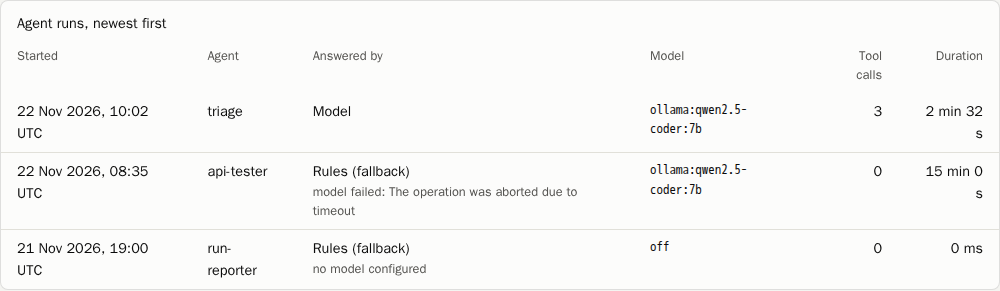 Agent runs, newest first
Started Agent Answered by Model Tool calls Duration
22 Nov 2026, 10:02 UTC triage Model ollama:qwen2.5-coder:7b 3 2 min 32 s
22 Nov 2026, 08:35 UTC api-tester Rules (fallback) model failed: The operation was aborted due to timeout ollama:qwen2.5-coder:7b 0 15 min 0 s
21 Nov 2026, 19:00 UTC run-reporter Rules (fallback) no model configured off 0 0 ms